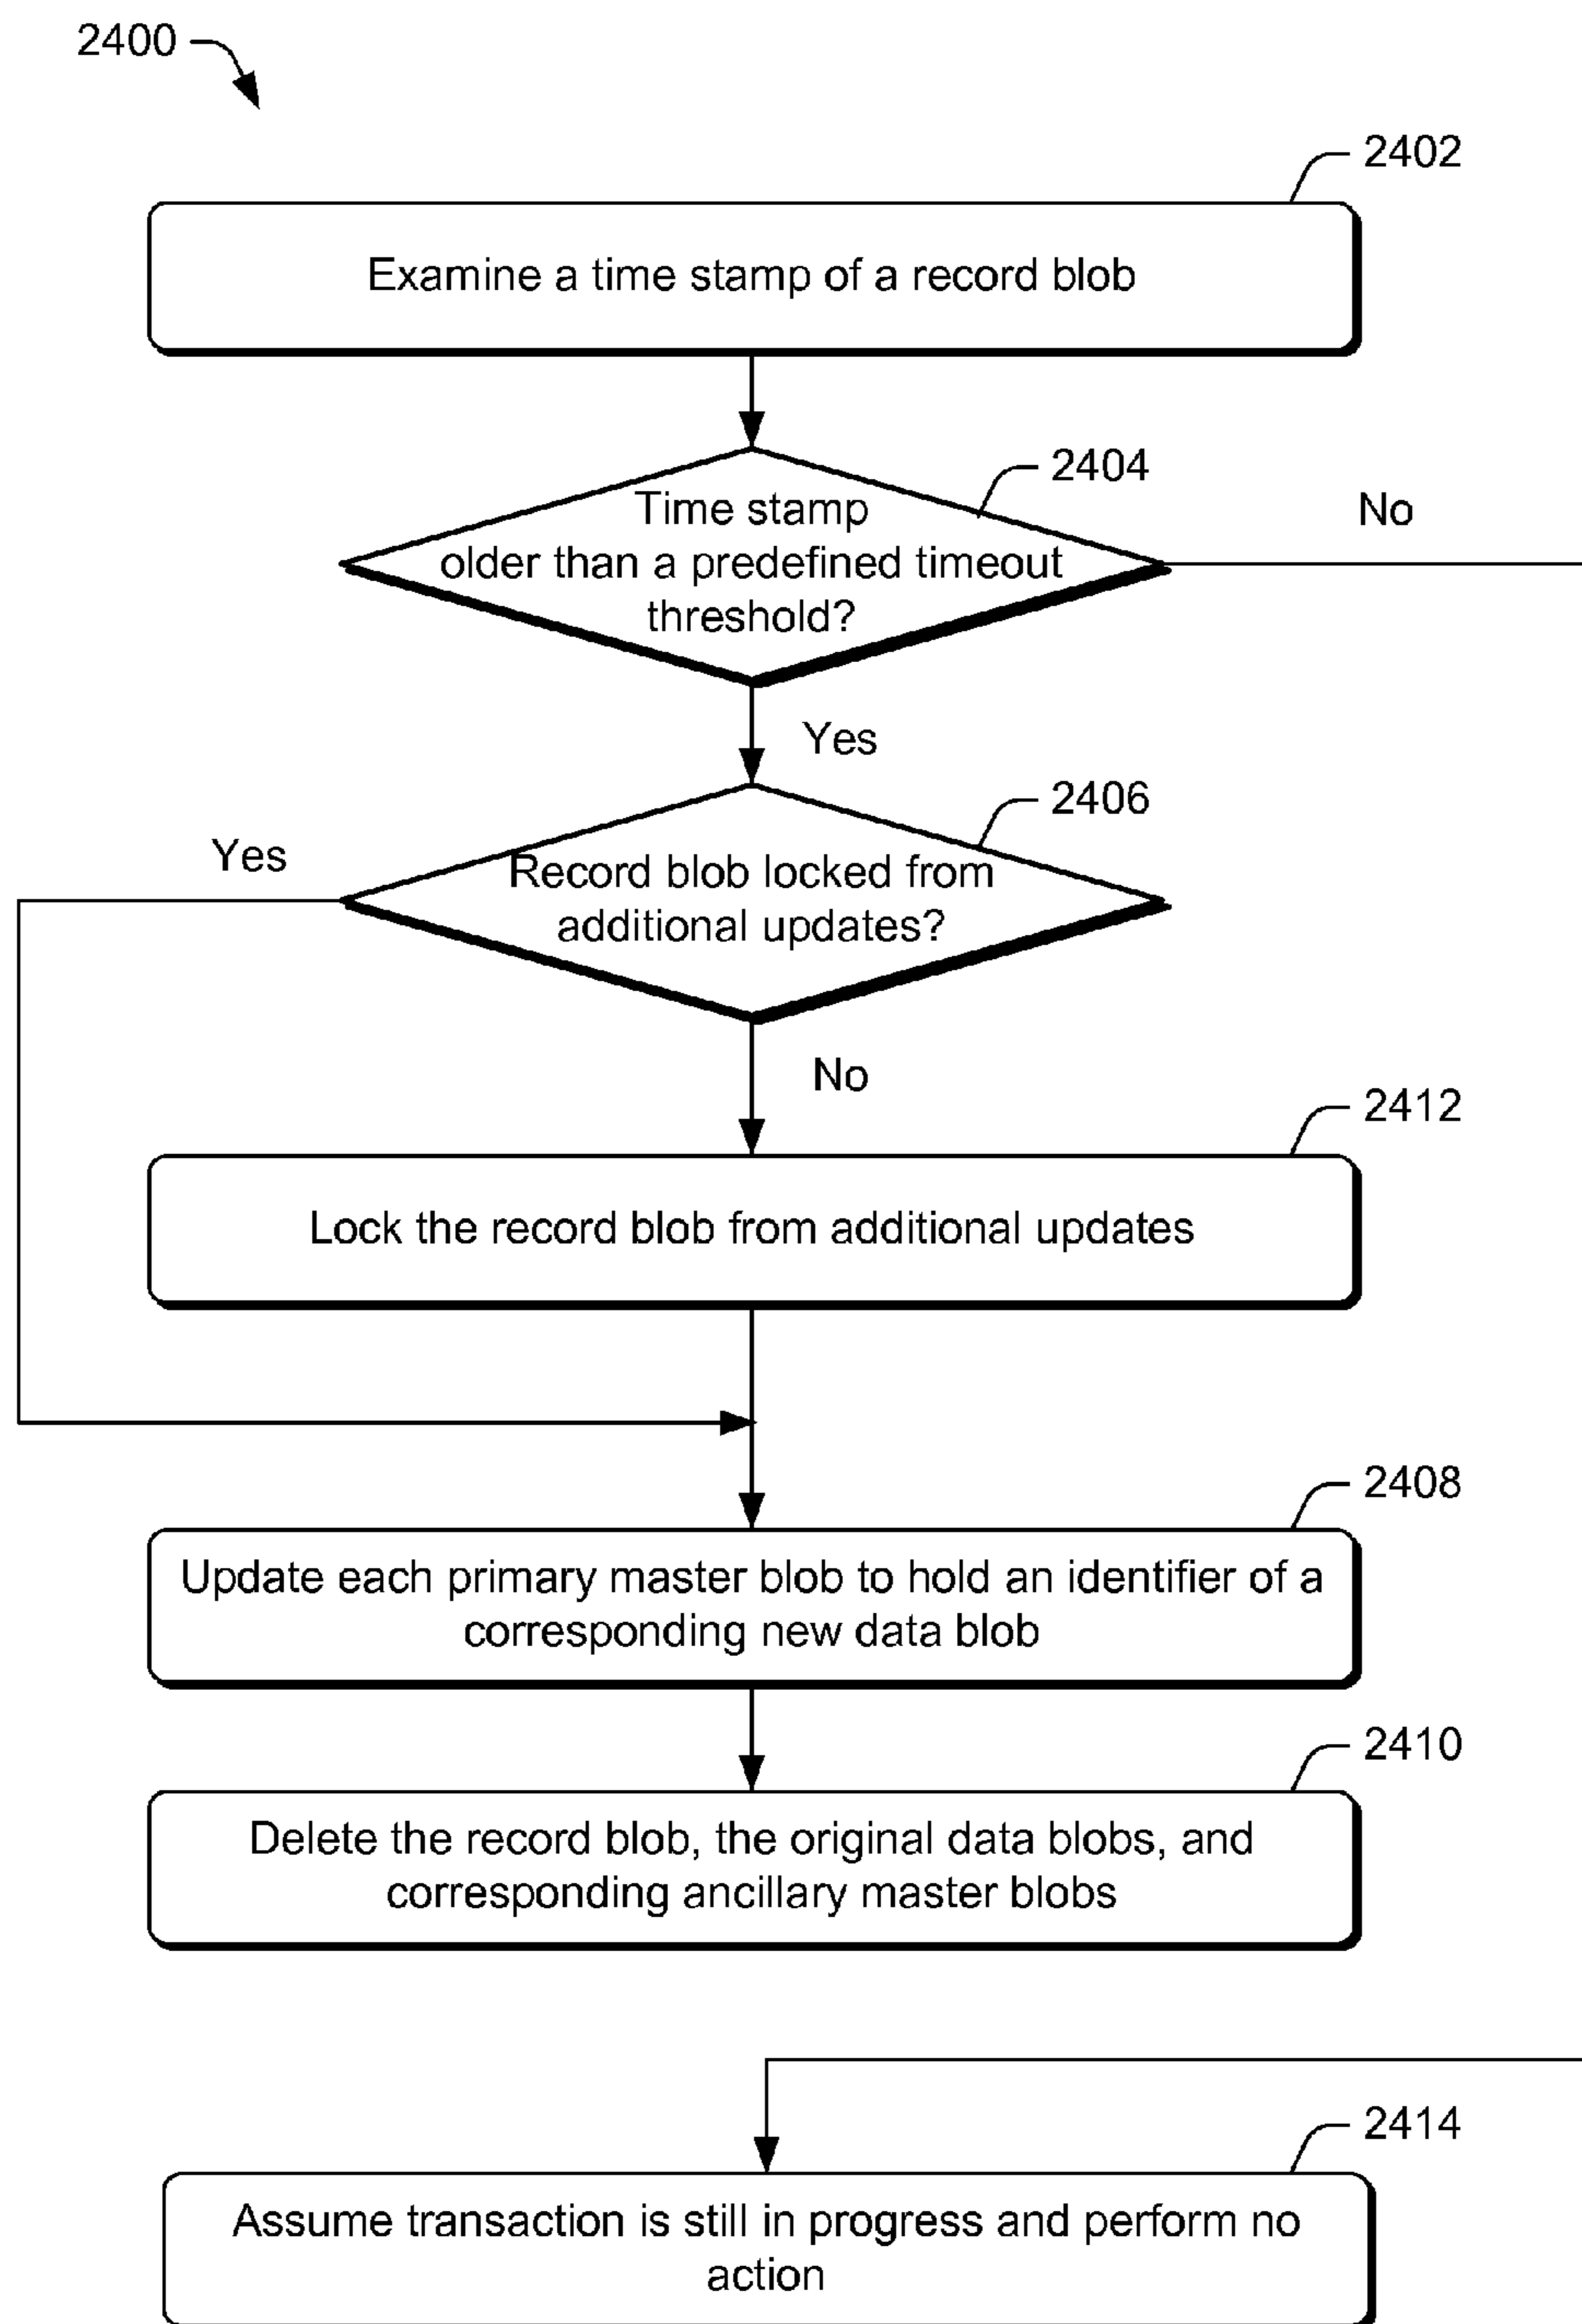 2400
2402
Examine a time stamp of a record blob
2404
No
Time stamp
older than a predefined timeout
threshold?
Yes
2406
Yes
Record blob locked from
additional updates?
No
2412
Lock the record blob from additional updates
2408
Update each primary master blob to hold an identifier of a
corresponding new data blob
2410
Delete the record blob, the original data blobs, and
corresponding ancillary master blobs
2414
Assume transaction is still in progress and perform no
action